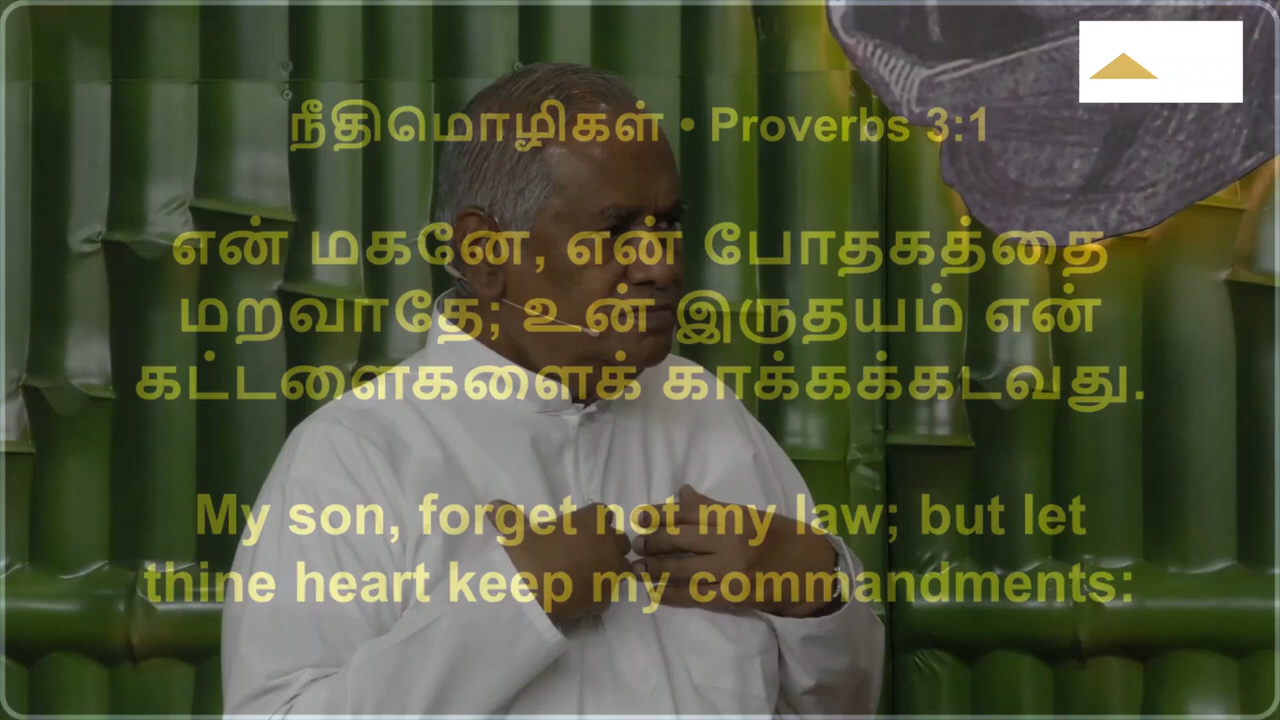 நீதிமொழிகள் • Proverbs 3:1
என் மகனே, என் போதகத்தை
மறவாதே; உன் இருதயம் என்
கட்டளைகளைக் காக்கக்கடவது.
My son, forget not my law; but let
thine heart keep my commandments: